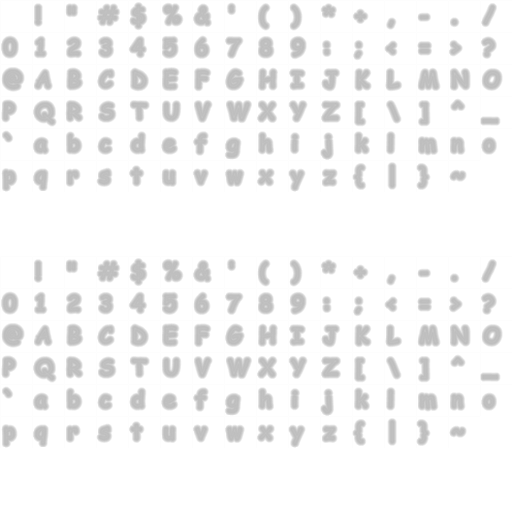 ! " # $ % & ' ( ) * + , - . /
0 1 2 3 4 5 6 7 8 9 : ; < = > ?
@ A B C D E F G H I J K L M N O
P Q R S T U V W X Y Z [ \ ] ^ _
` a b c d e f g h i j k l m n o
p q r s t u v w x y z { | } ~
! " # $ % & ' ( ) * + , - . /
0 1 2 3 4 5 6 7 8 9 : ; < = > ?
@ A B C D E F G H I J K L M N O
P Q R S T U V W X Y Z [ \ ] ^ _
` a b c d e f g h i j k l m n o
p q r s t u v w x y z { | } ~